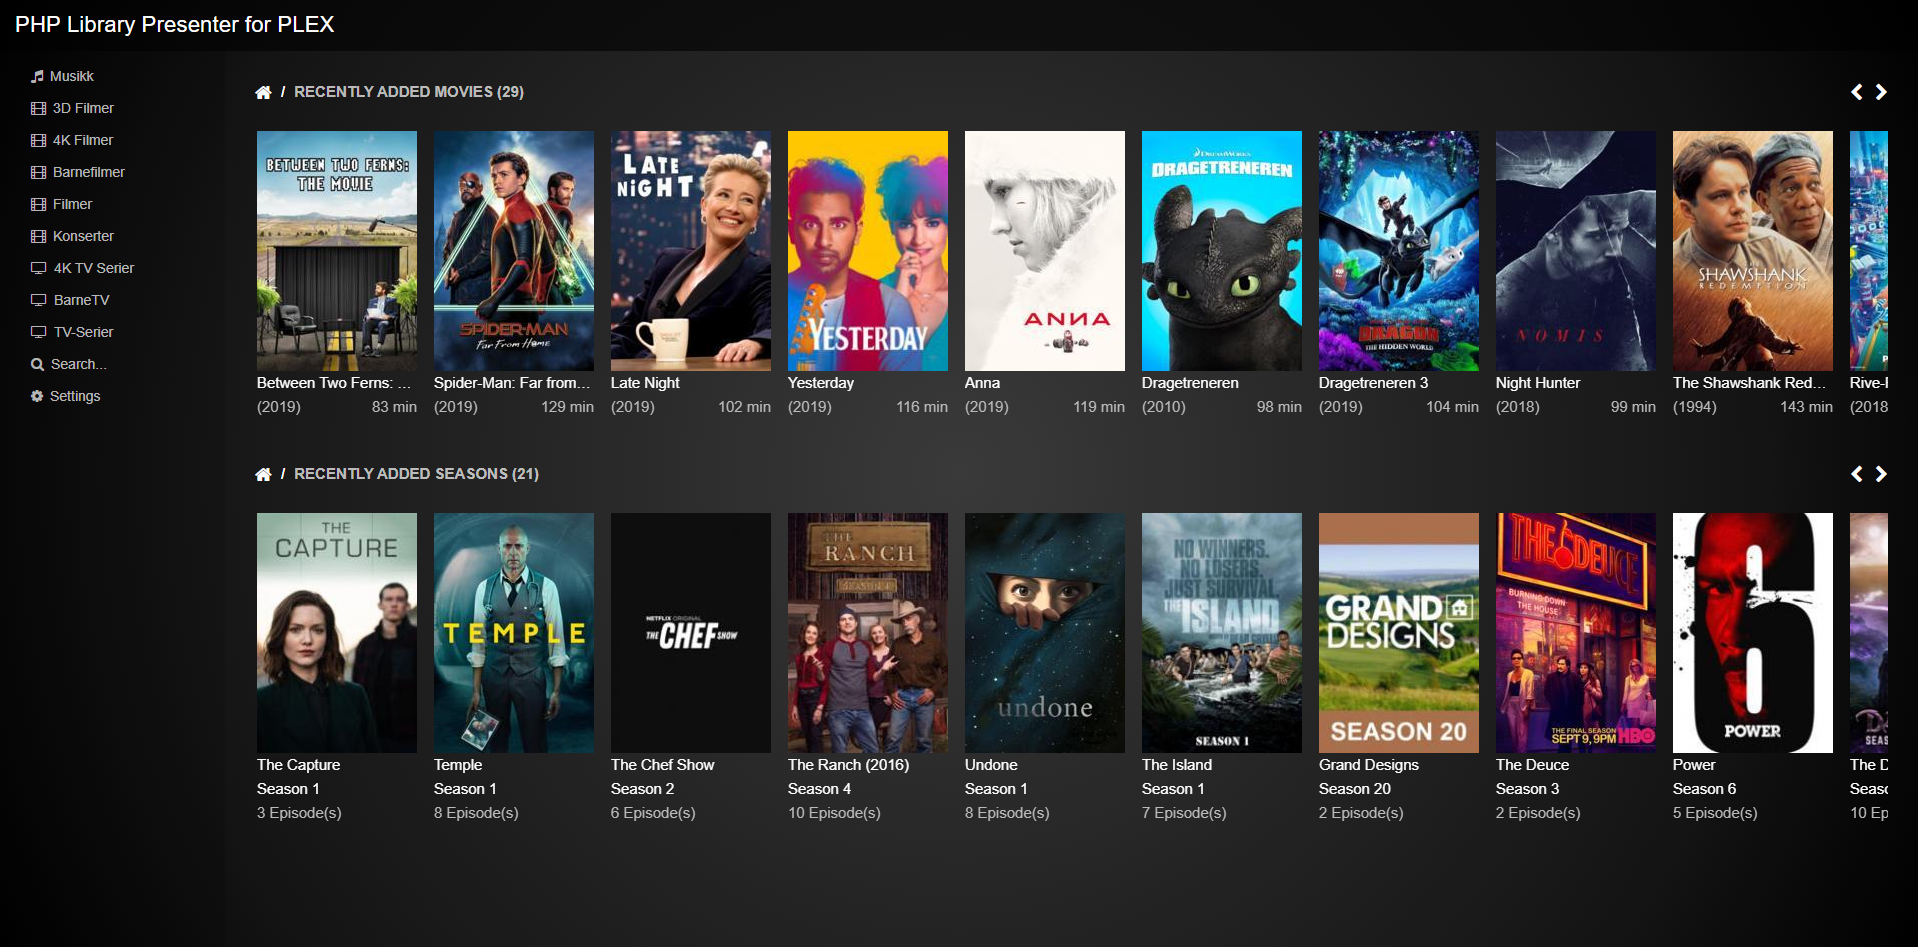 PHP Library Presenter for PLEX
Musikk
3D Filmer
4K Filmer
Barnefilmer
Filmer
Konserter
4K TV Serier
BarneTV
TV-Serier
Search...
Settings
/ RECENTLY ADDED MOVIES (29)
BETWEEN TWO FERNS:
THE MOVIE
Between Two Ferns: ...
(2019) 83 min
SPIDER-MAN
Far From Home
Spider-Man: Far from...
(2019) 129 min
LATE
NiGHT
Late Night
(2019) 102 min
YESTERDAY
Yesterday
(2019) 116 min
ANNA
Anna
(2019) 119 min
DREAMWORKS
DRAGETRENEREN
Dragetreneren
(2010) 98 min
THE HIDDEN WORLD
Dragetreneren 3
(2019) 104 min
NOMIS
Night Hunter
(2018) 99 min
THE
SHAWSHANK
REDEMPTION
The Shawshank Red...
(1994) 143 min
Rive-
(2018
/ RECENTLY ADDED SEASONS (21)
THE
CAPTURE
The Capture
Season 1
3 Episode(s)
TEMPLE
Temple
Season 1
8 Episode(s)
NETFLIX ORIGINAL
THE CHEF SHOW
The Chef Show
Season 2
6 Episode(s)
THE
RANCH
SEASON 4
The Ranch (2016)
Season 4
10 Episode(s)
undone
Undone
Season 1
8 Episode(s)
NO WINNERS.
NO LOSERS.
JUST SURVIVAL
THE ISLAND
SEASON 1
The Island
Season 1
7 Episode(s)
GRAND
DESIGNS
SEASON 20
Grand Designs
Season 20
2 Episode(s)
THE DEUCE
BURNING DOWN
THE HOUSE
THE FINAL SEASON
SEPT 9, 9PM HBO
The Deuce
Season 3
2 Episode(s)
6
POWER
Power
Season 6
5 Episode(s)
SEAS
The D
Seaso
10 Ep